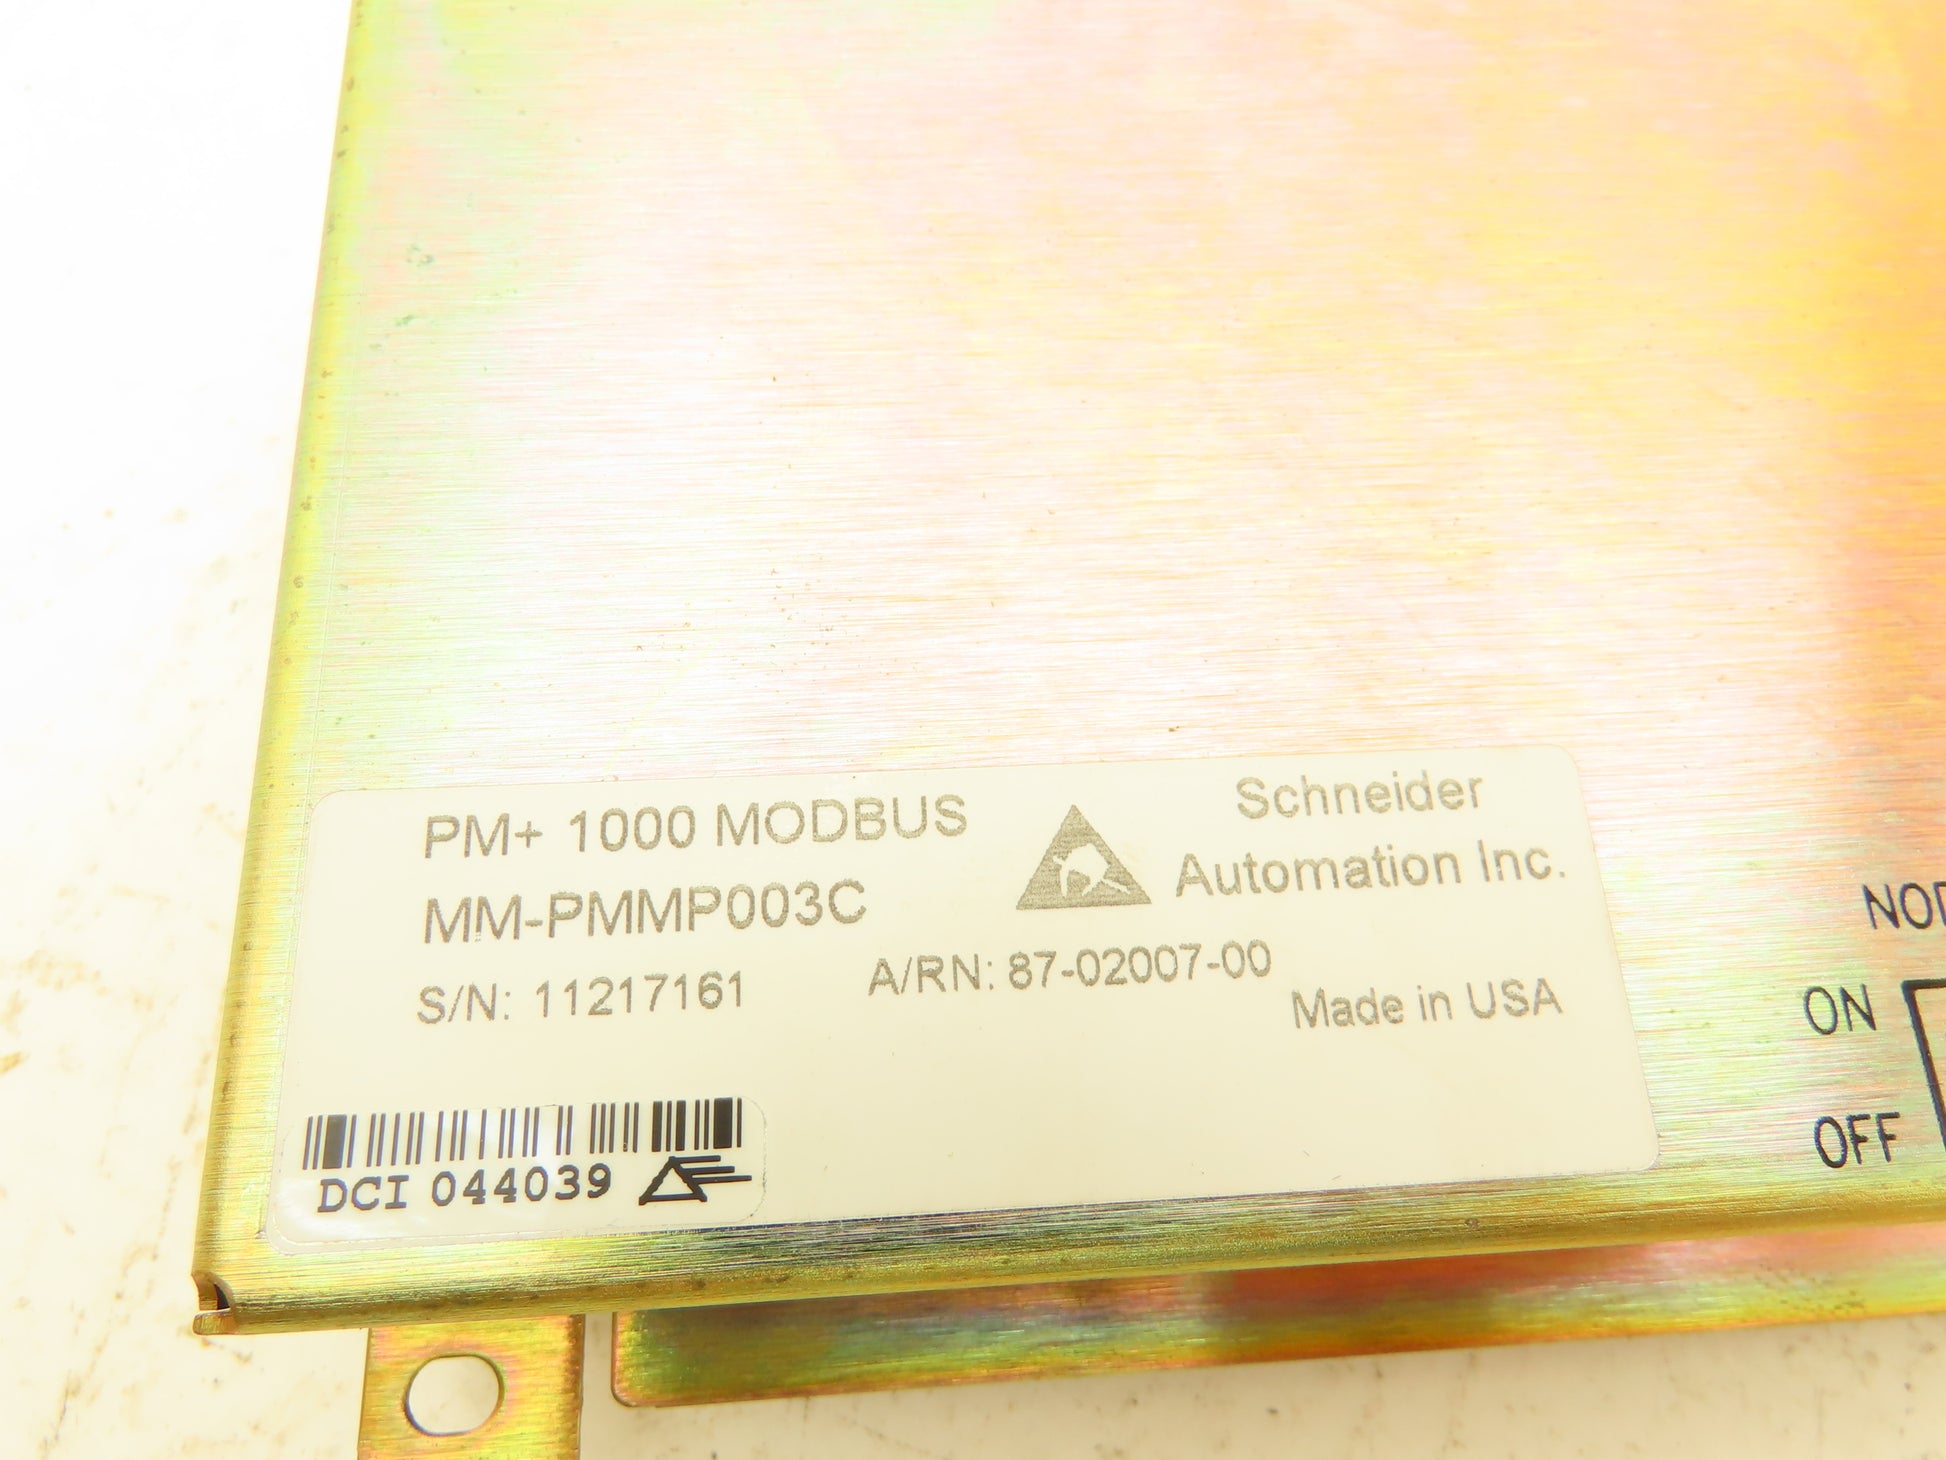 PM+ 1000 MODBUS
MM-PMMP003C
S/N: 11217161
Schneider
Automation Inc.
A/RN: 87-02007-00
Made in USA
DCI 044039
ON
OFF